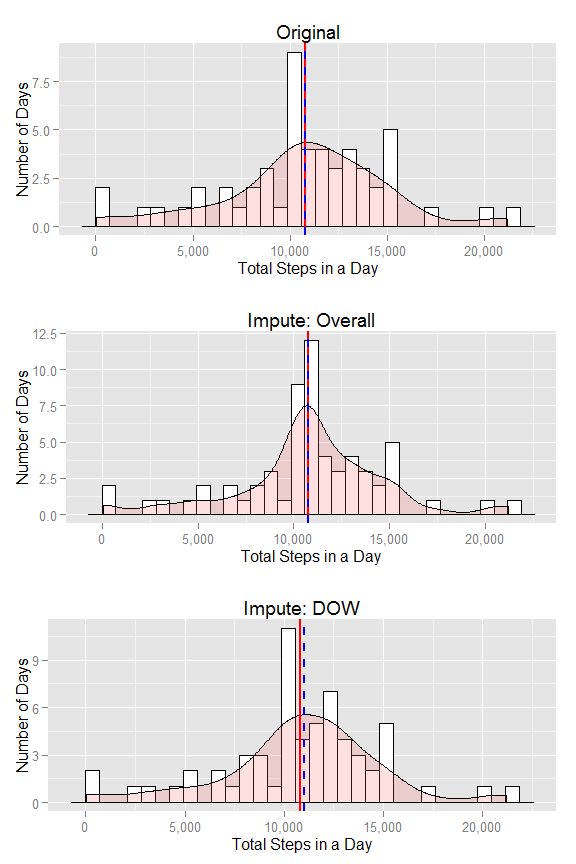 Original
Number of Days
7.5
5.0
2.5
0.0
0 5,000 10,000 15,000 20,000
Total Steps in a Day
Impute: Overall
Number of Days
12.5
10.0
7.5
5.0
2.5
0.0
0 5,000 10,000 15,000 20,000
Total Steps in a Day
Impute: DOW
Number of Days
9
6
3
0
0 5,000 10,000 15,000 20,000
Total Steps in a Day